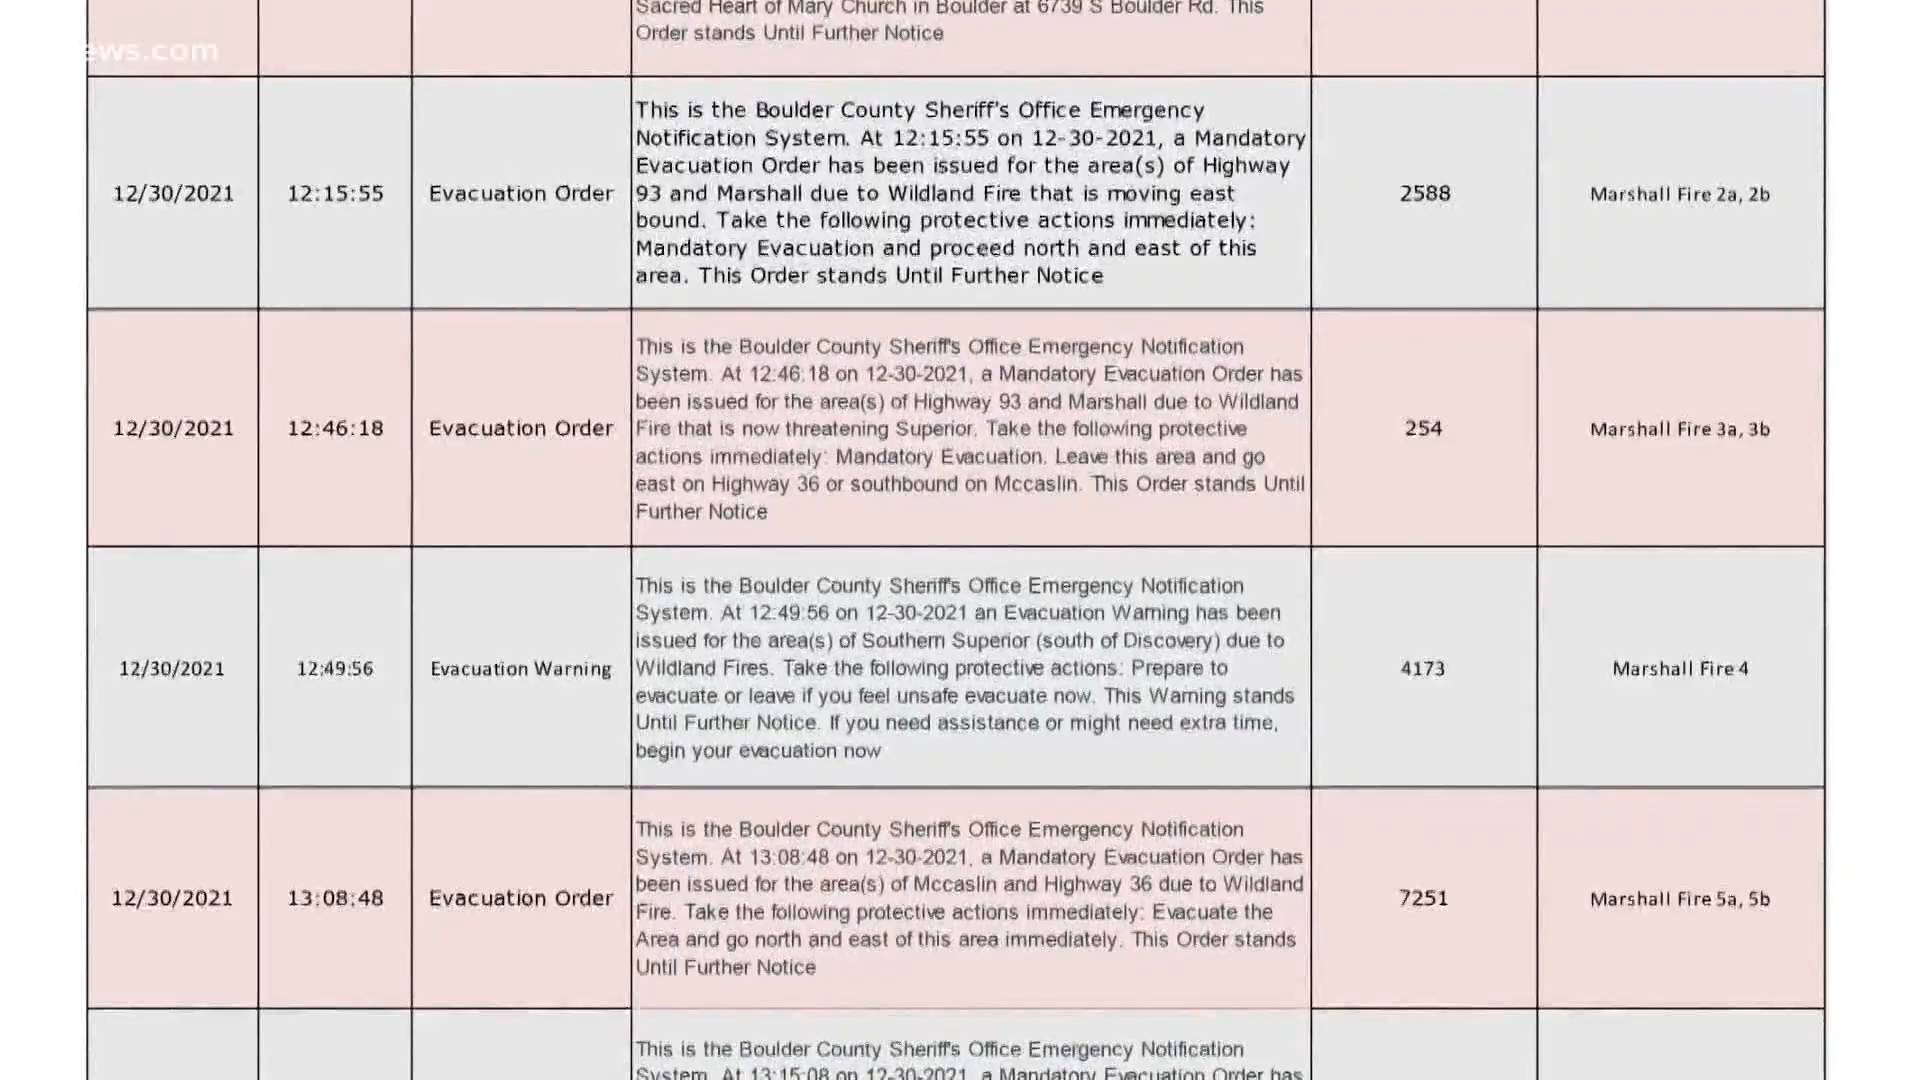 Sacred Heart of Mary Church in Boulder at 6739 S Boulder Rd. This
Order stands Until Further Notice
ews.com
12/30/2021
12:15:55
Evacuation Order
This is the Boulder County Sheriff's Office Emergency
Notification System. At 12:15:55 on 12-30-2021, a Mandatory
Evacuation Order has been issued for the area(s) of Highway
93 and Marshall due to Wildland Fire that is moving east
bound. Take the following protective actions immediately:
Mandatory Evacuation and proceed north and east of this
area. This Order stands Until Further Notice
2588
Marshall Fire 2a, 2b
12/30/2021
12:46:18
Evacuation Order
This is the Boulder County Sheriff's Office Emergency Notification
System. At 12:46:18 on 12-30-2021, a Mandatory Evacuation Order has
been issued for the area(s) of Highway 93 and Marshall due to Wildland
Fire that is now threatening Superior. Take the following protective
actions immediately: Mandatory Evacuation. Leave this area and go
east on Highway 36 or southbound on Mccaslin. This Order stands Until
Further Notice
254
Marshall Fire 3a, 3b
12/30/2021
12:49:56
Evacuation Warning
This is the Boulder County Sheriff's Office Emergency Notification
System. At 12:49:56 on 12-30-2021 an Evacuation Warning has been
issued for the area(s) of Southern Superior (south of Discovery) due to
Wildland Fires. Take the following protective actions: Prepare to
evacuate or leave if you feel unsafe evacuate now. This Warning stands
Until Further Notice. If you need assistance or might need extra time,
begin your evacuation now
4173
Marshall Fire 4
12/30/2021
13:08:48
Evacuation Order
This is the Boulder County Sheriff's Office Emergency Notification
System. At 13:08:48 on 12-30-2021, a Mandatory Evacuation Order has
been issued for the area(s) of Mccaslin and Highway 36 due to Wildland
Fire. Take the following protective actions immediately: Evacuate the
Area and go north and east of this area immediately. This Order stands
Until Further Notice
7251
Marshall Fire 5a, 5b
This is the Boulder County Sheriff's Office Emergency Notification
System. At 13:15:08 on 12-30-2021, a Mandatory Evacuation Order has